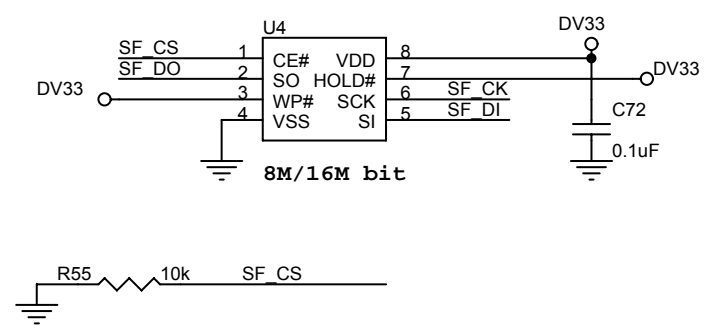 DV33
U4
SF_CS 1 CE# VDD 8
SF_DO 2 SO HOLD# 7 DV33
DV33 3 WP# SCK 6 SF_CK
4 VSS SI 5 SF_DI
C72
0.1uF
8M/16M bit
R55 10k SF_CS